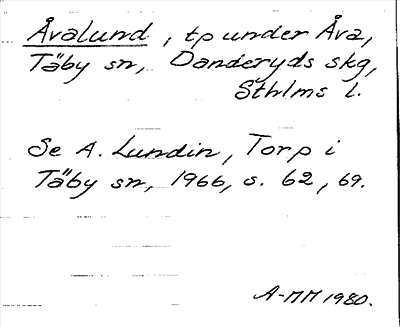 Åvalund, tp under Åva,
Täby sn, Danderyds skg,
Sthlms l.
Se A. Lundin, Torp i
Täby sn, 1966, s. 62, 69.
A-MM 1980.